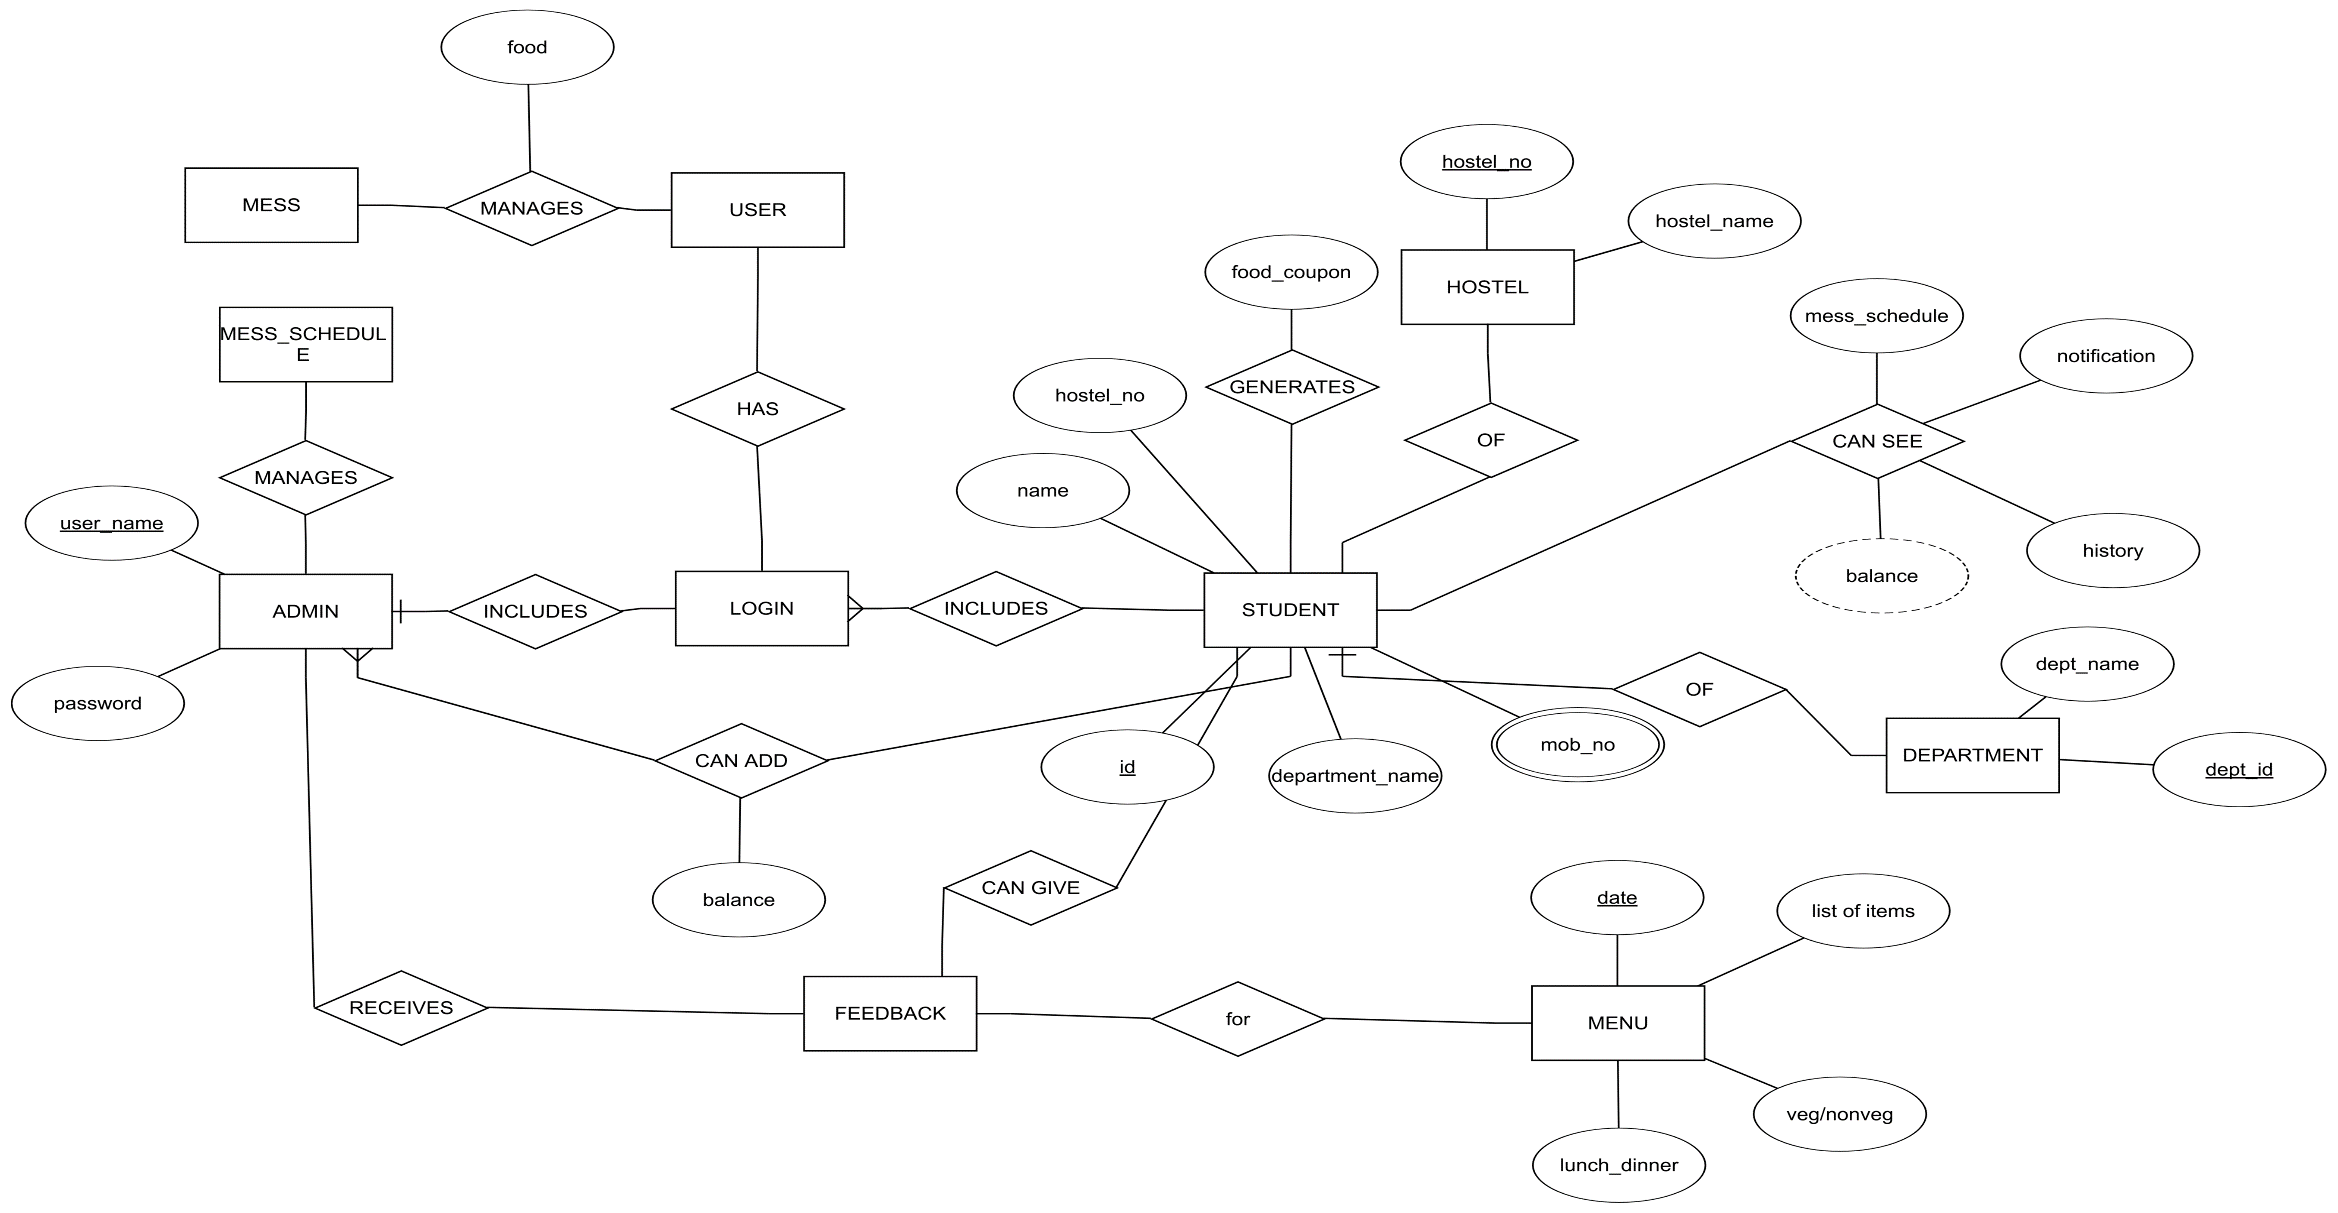 food
hostel_no
hostel_name
MESS
MANAGES
USER
food_coupon
HOSTEL
mess_schedule
notification
MESS_SCHEDUL
E
hostel_no
GENERATES
HAS
OF
CAN SEE
MANAGES
name
user_name
history
balance
ADMIN
INCLUDES
LOGIN
INCLUDES
STUDENT
dept_name
password
OF
CAN ADD
id
department_name
mob_no
DEPARTMENT
dept_id
balance
CAN GIVE
date
list of items
RECEIVES
FEEDBACK
for
MENU
veg/nonveg
lunch_dinner